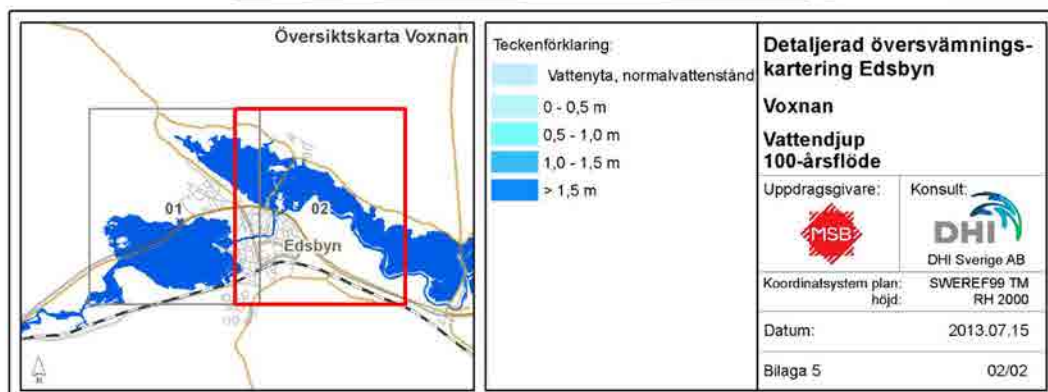 Översiktskarta Voxnan
01
02
Edsbyn
N
Teckenförklaring:
Vattenyta, normalvattenstånd
0 - 0,5 m
0,5 - 1,0 m
1,0 - 1,5 m
> 1,5 m
Detaljerad översvämnings-
kartering Edsbyn
Voxnan
Vattendjup
100-årsflöde
Uppdragsgivare:
MSB
Konsult:
DHI
DHI Sverige AB
Koordinatsystem plan: SWEREF99 TM
höjd: RH 2000
Datum: 2013.07.15
Bilaga 5 02/02